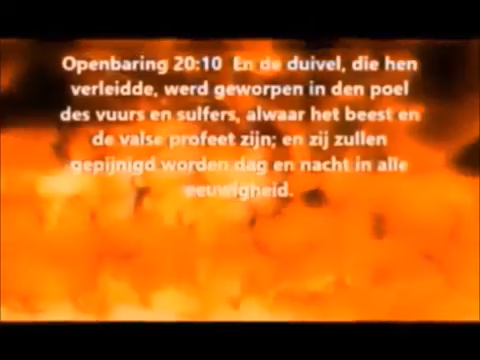 Openbaring 20:10 En de duivel, die hen
verleidde, werd geworpen in den poel
des vuurs en sulfers, alwaar het beest en
de valse profeet zijn; en zij zullen
gepijnigd worden dag en nacht in alle
eeuwigheid.